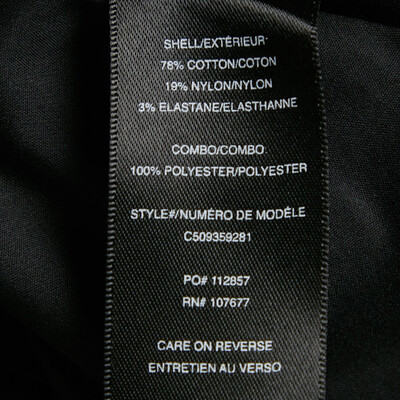 SHELL/EXTÉRIEUR:
78% COTTON/COTON
19% NYLON/NYLON
3% ELASTANE/ELASTHANNE
COMBO/COMBO:
100% POLYESTER/POLYESTER
STYLE#/NUMÉRO DE MODÉLE
C509359281
PO# 112857
RN# 107677
CARE ON REVERSE
ENTRETIEN AU VERSO